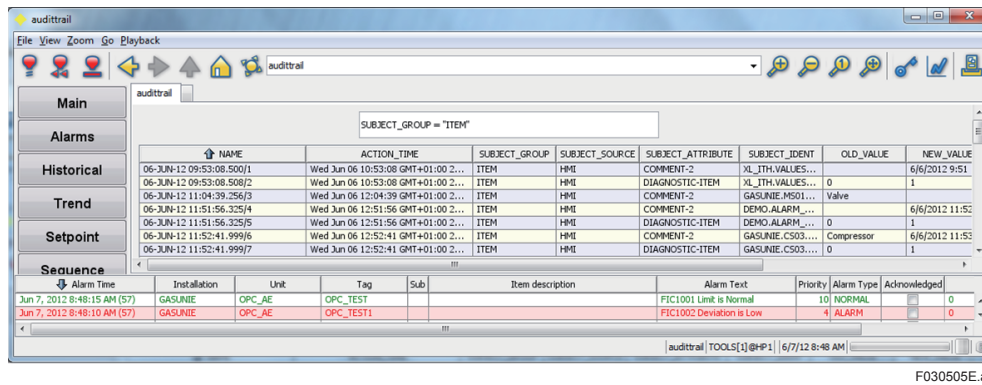 audittrail
File View Zoom Go Playback
audittrail
Main
Alarms
Historical
Trend
Setpoint
Sequence
audittrail
SUBJECT_GROUP = "ITEM"
NAME ACTION_TIME SUBJECT_GROUP SUBJECT_SOURCE SUBJECT_ATTRIBUTE SUBJECT_IDENT OLD_VALUE NEW_VALUE
06-JUN-12 09:53:08.500/1 Wed Jun 06 10:53:08 GMT+01:00 2... ITEM HMI COMMENT-2 XL_ITH.VALUES... 6/6/2012 9:51
06-JUN-12 09:53:08.508/2 Wed Jun 06 10:53:08 GMT+01:00 2... ITEM HMI DIAGNOSTIC-ITEM XL_ITH.VALUES... 0 1
06-JUN-12 11:04:39.256/3 Wed Jun 06 12:04:39 GMT+01:00 2... ITEM HMI COMMENT-2 GASUNIE.MS01... Valve
06-JUN-12 11:51:56.325/4 Wed Jun 06 12:51:56 GMT+01:00 2... ITEM HMI COMMENT-2 DEMO.ALARM_... 6/6/2012 11:52
06-JUN-12 11:51:56.325/5 Wed Jun 06 12:51:56 GMT+01:00 2... ITEM HMI DIAGNOSTIC-ITEM DEMO.ALARM_... 0 1
06-JUN-12 11:52:41.999/6 Wed Jun 06 12:52:41 GMT+01:00 2... ITEM HMI COMMENT-2 GASUNIE.CS03.... Compressor 6/6/2012 11:53
06-JUN-12 11:52:41.999/7 Wed Jun 06 12:52:41 GMT+01:00 2... ITEM HMI DIAGNOSTIC-ITEM GASUNIE.CS03.... 0 1
Alarm Time Installation Unit Tag Sub Item description Alarm Text Priority Alarm Type Acknowledged
Jun 7, 2012 8:48:15 AM (57) GASUNIE OPC_AE OPC_TEST FIC1001 Limit is Normal 10 NORMAL 0
Jun 7, 2012 8:48:10 AM (57) GASUNIE OPC_AE OPC_TEST1 FIC1002 Deviation is Low 4 ALARM 0
audittrail TOOLS[1]@HP1 6/7/12 8:48 AM